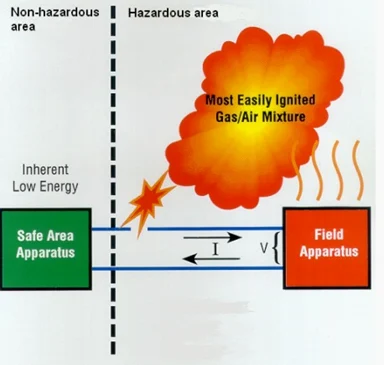 Non-hazardous
area
Hazardous area
Most Easily Ignited
Gas/Air Mixture
Inherent
Low Energy
Safe Area
Apparatus
I
V
Field
Apparatus